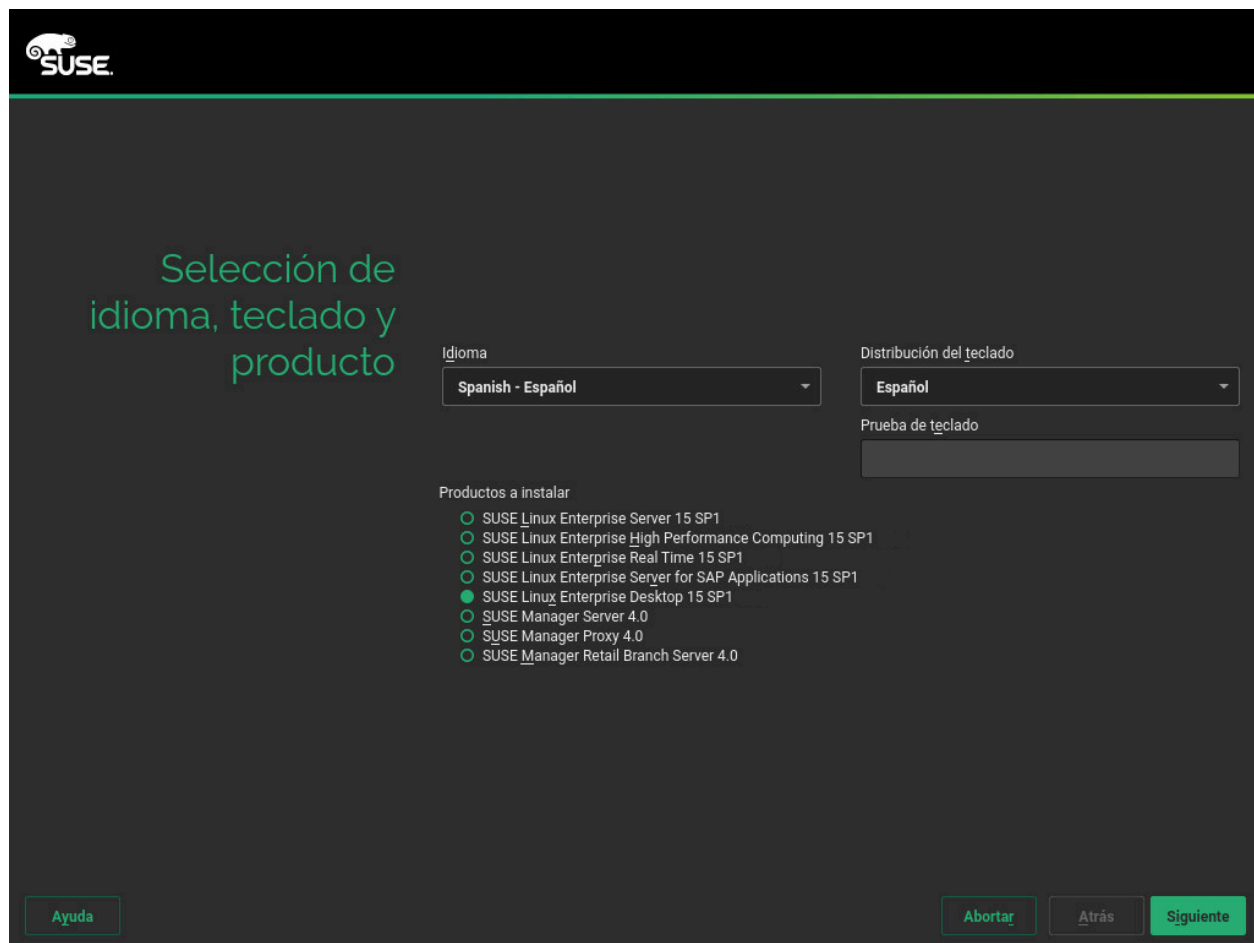 SUSE.
Selección de
idioma, teclado y
producto
Idioma
Spanish - Español
Distribución del teclado
Español
Prueba de teclado
Productos a instalar
SUSE Linux Enterprise Server 15 SP1
SUSE Linux Enterprise High Performance Computing 15 SP1
SUSE Linux Enterprise Real Time 15 SP1
SUSE Linux Enterprise Server for SAP Applications 15 SP1
SUSE Linux Enterprise Desktop 15 SP1
SUSE Manager Server 4.0
SUSE Manager Proxy 4.0
SUSE Manager Retail Branch Server 4.0
Ayuda
Abortar
Atrás
Siguiente